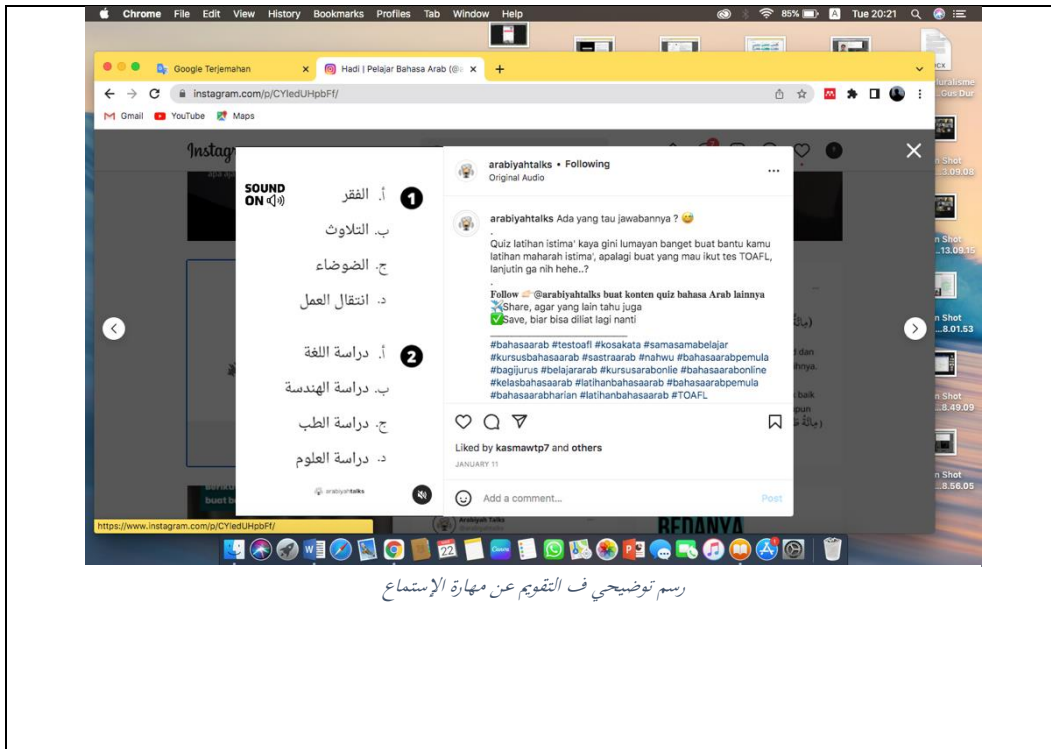 Chrome File Edit View History Bookmarks Profiles Tab Window Help
85% A Tue 20:21
Google Terjemahan
Hadi | Pelajar Bahasa Arab (@a
instagram.com/p/CYledUHpbFf/
Gmail YouTube Maps
SOUND
ON
1 أ. الفقر
ب. التلاوث
ج. الضوضاء
د. انتقال العمل
2 أ. دراسة اللغة
ب. دراسة الهندسة
ج. دراسة الطب
د. دراسة العلوم
arabiyahtalks
arabiyahtalks • Following
Original Audio
arabiyahtalks Ada yang tau jawabannya ? 😅
.
Quiz latihan istima' kaya gini lumayan banget buat bantu kamu
latihan maharah istima', apalagi buat yang mau ikut tes TOAFL,
lanjutin ga nih hehe..?
.
Follow @arabiyahtalks buat konten quiz bahasa Arab lainnya
Share, agar yang lain tahu juga
✅Save, biar bisa diliat lagi nanti
#bahasaarab #testoafl #kosakata #samasamabelajar
#kursusbahasaarab #sastraarab #nahwu #bahasaarabpemula
#bagijurus #belajararab #kursusarabonlie #bahasaarabonline
#kelasbahasaarab #latihanbahasaarab #bahasaarabpemula
#bahasaarabharian #latihanbahasaarab #TOAFL
Liked by kasmawtp7 and others
JANUARY 11
Add a comment...
Post
https://www.instagram.com/p/CYledUHpbFf/
رسم توضيحي ف التقويم عن مهارة الإستماع